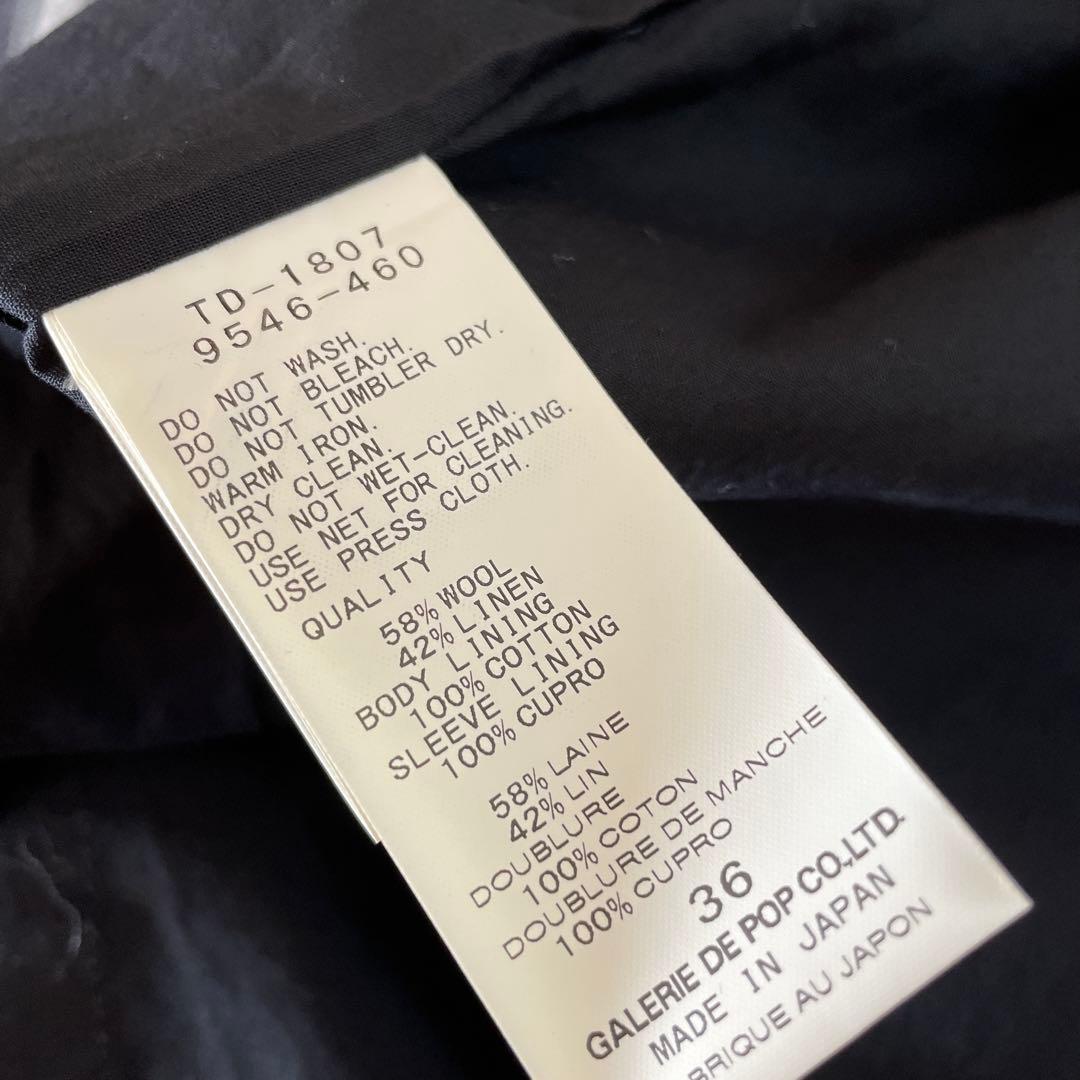 TD-1807
9546-460
DO NOT WASH.
DO NOT BLEACH.
DO NOT TUMBLER DRY.
WARM IRON.
DRY CLEAN.
DO NOT WET-CLEAN.
USE NET FOR CLEANING.
USE PRESS CLOTH.
QUALITY
58% WOOL
42% LINEN
BODY LINING
100% COTTON
SLEEVE LINING
100% CUPRO
58% LAINE
42% LIN
DOUBLURE
100% COTON
DOUBLURE DE MANCHE
100% CUPRO
36
GALERIE DE POP CO.,LTD.
MADE IN JAPAN
BRIQUE AU JAPON